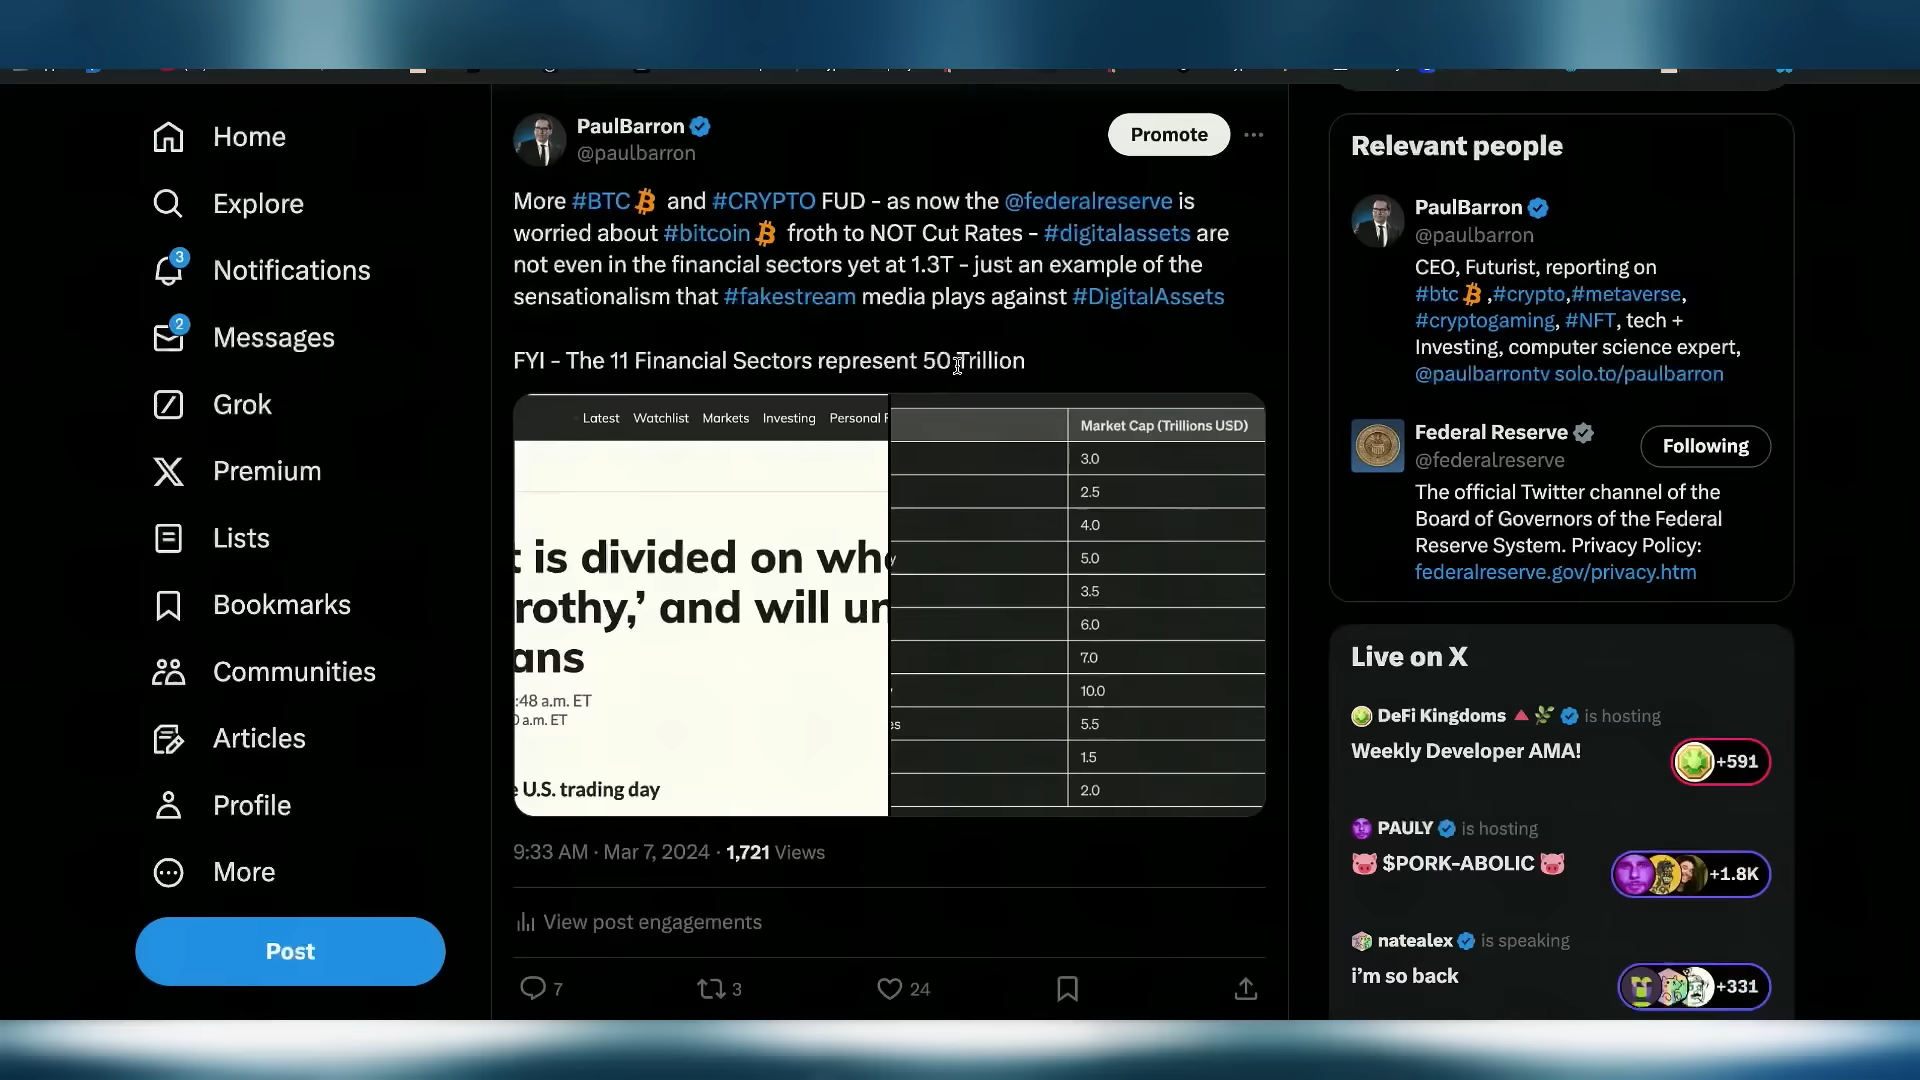 Home
Explore
3
Notifications
2
Messages
Grok
Premium
Lists
Bookmarks
Communities
Articles
Profile
More
Post
PaulBarron
@paulbarron
Promote
More #BTC and #CRYPTO FUD - as now the @federalreserve is
worried about #bitcoin froth to NOT Cut Rates - #digitalassets are
not even in the financial sectors yet at 1.3T - just an example of the
sensationalism that #fakestream media plays against #DigitalAssets
FYI - The 11 Financial Sectors represent 50 Trillion
Latest Watchlist Markets Investing Personal
t is divided on wh
rothy,’ and will un
ans
:48 a.m. ET
0 a.m. ET
e U.S. trading day
Market Cap (Trillions USD)
3.0
2.5
4.0
5.0
3.5
6.0
7.0
10.0
es 5.5
1.5
2.0
9:33 AM · Mar 7, 2024 · 1,721 Views
View post engagements
7 3 24
Relevant people
PaulBarron
@paulbarron
CEO, Futurist, reporting on
#btc ,#crypto,#metaverse,
#cryptogaming, #NFT, tech +
Investing, computer science expert,
@paulbarrontv solo.to/paulbarron
Federal Reserve
@federalreserve
Following
The official Twitter channel of the
Board of Governors of the Federal
Reserve System. Privacy Policy:
federalreserve.gov/privacy.htm
Live on X
DeFi Kingdoms is hosting
Weekly Developer AMA!
+591
PAULY is hosting
$PORK-ABOLIC
+1.8K
natealex is speaking
i’m so back
+331